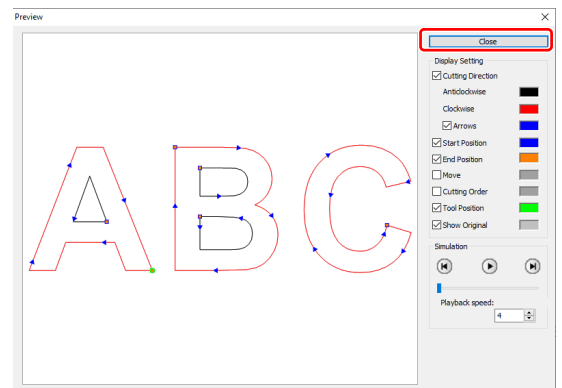 Preview
Close
Display Setting
Cutting Direction
Anticlockwise
Clockwise
Arrows
Start Position
End Position
Move
Cutting Order
Tool Position
Show Original
Simulation
Playback speed:
4
ABC